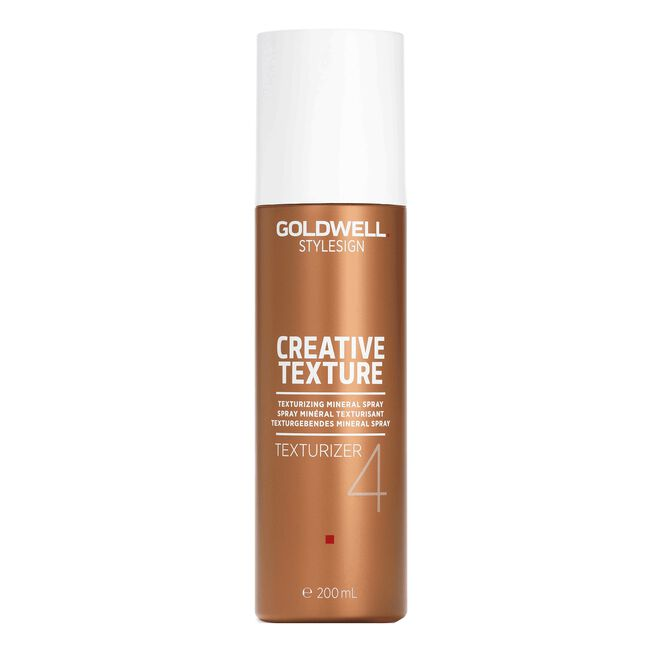 GOLDWELL
STYLESIGN
CREATIVE
TEXTURE
TEXTURIZING MINERAL SPRAY
SPRAY MINÉRAL TEXTURISANT
TEXTURGEBENDES MINERAL SPRAY
TEXTURIZER 4
℮ 200 mL